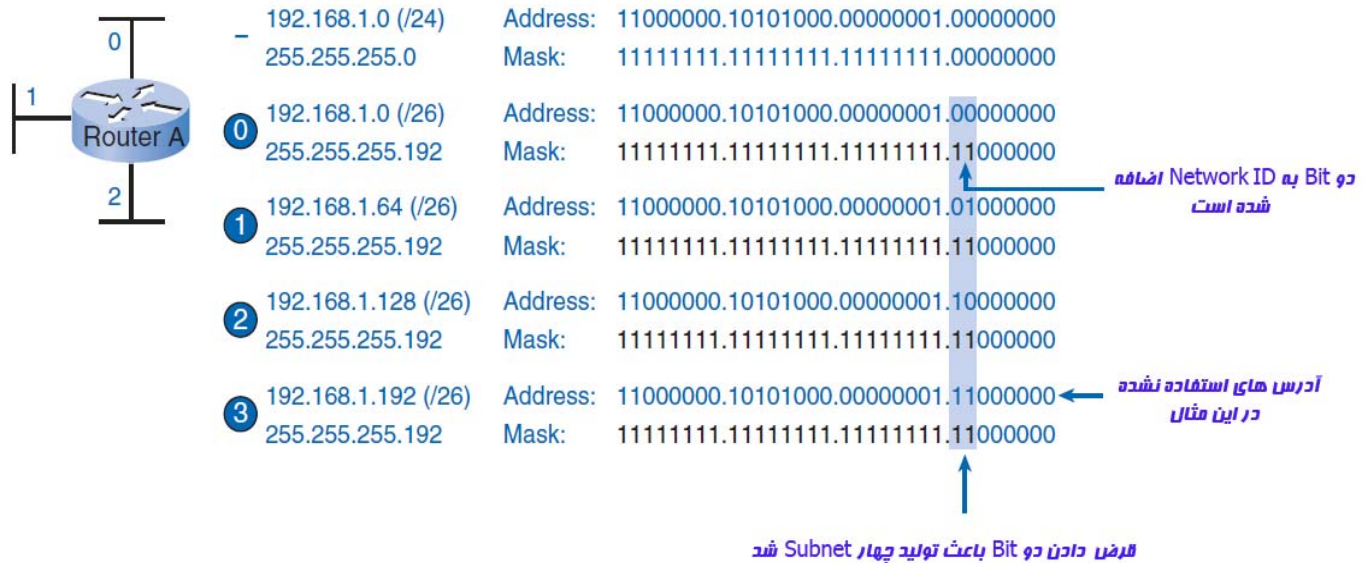 0
1
Router A
2
– 192.168.1.0 (/24) Address: 11000000.10101000.00000001.00000000
255.255.255.0 Mask: 11111111.11111111.11111111.00000000
0 192.168.1.0 (/26) Address: 11000000.10101000.00000001.00000000
255.255.255.192 Mask: 11111111.11111111.11111111.11000000
دو Bit به Network ID اضافه
شده است
1 192.168.1.64 (/26) Address: 11000000.10101000.00000001.01000000
255.255.255.192 Mask: 11111111.11111111.11111111.11000000
2 192.168.1.128 (/26) Address: 11000000.10101000.00000001.10000000
255.255.255.192 Mask: 11111111.11111111.11111111.11000000
3 192.168.1.192 (/26) Address: 11000000.10101000.00000001.11000000
255.255.255.192 Mask: 11111111.11111111.11111111.11000000
آدرس های استفاده نشده
در این مثال
قرض دادن دو Bit باعث تولید چهار Subnet شد